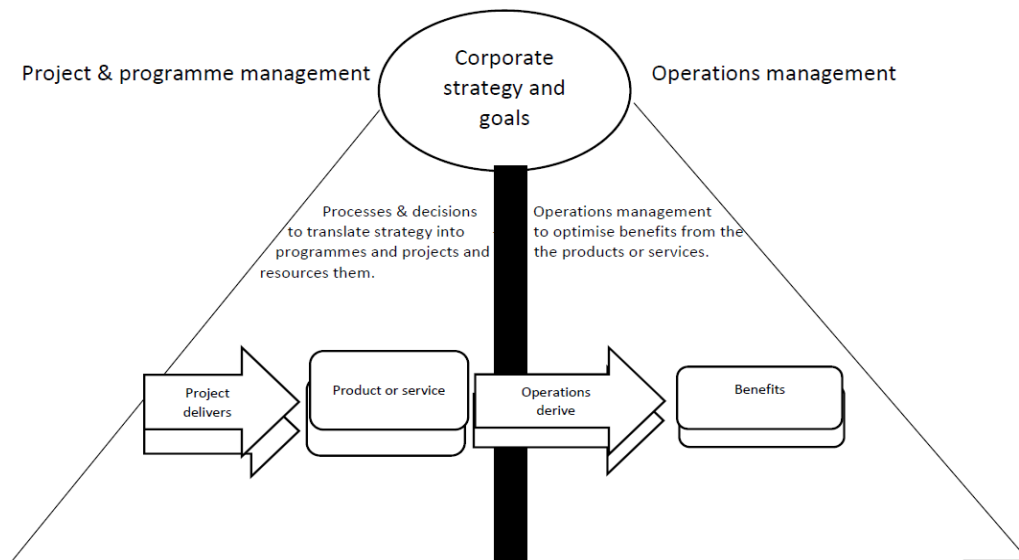 Project & programme management
Corporate
strategy and
goals
Operations management
Processes & decisions
to translate strategy into
programmes and projects and
resources them.
Operations management
to optimise benefits from the
the products or services.
Project
delivers
Product or service
Operations
derive
Benefits